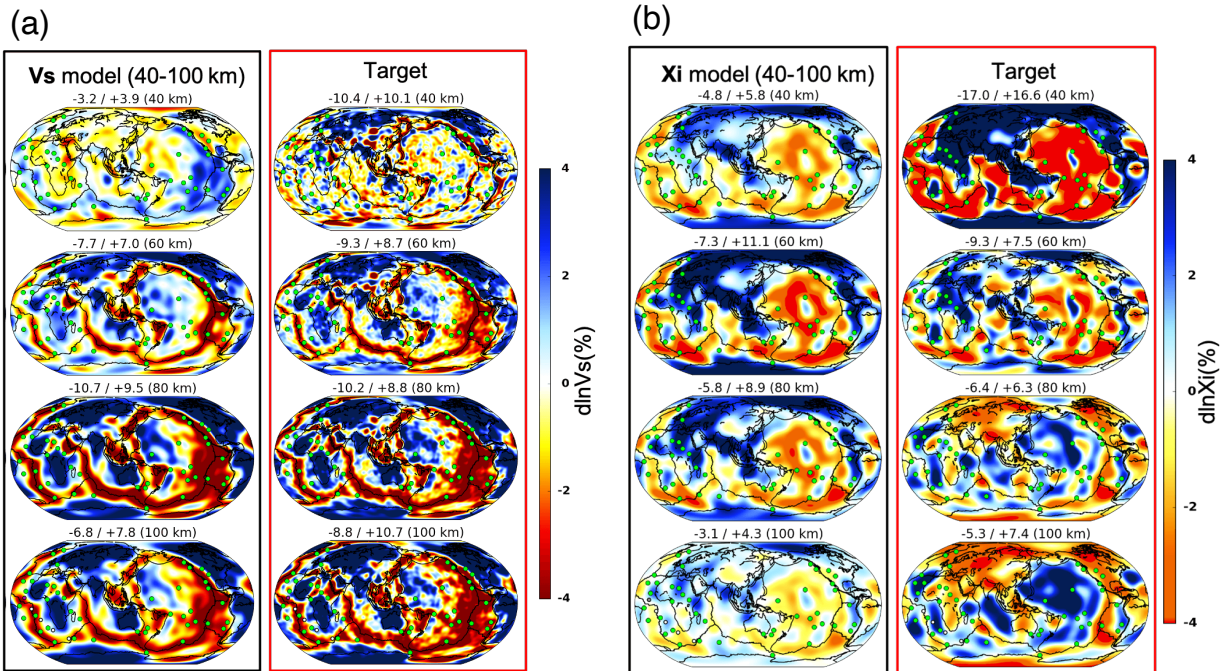 (a)
Vs model (40-100 km)
-3.2 / +3.9 (40 km)
-7.7 / +7.0 (60 km)
-10.7 / +9.5 (80 km)
-6.8 / +7.8 (100 km)
Target
-10.4 / +10.1 (40 km)
-9.3 / +8.7 (60 km)
-10.2 / +8.8 (80 km)
-8.8 / +10.7 (100 km)
4
2
0
-2
-4
dlnVs(%)
(b)
Xi model (40-100 km)
-4.8 / +5.8 (40 km)
-7.3 / +11.1 (60 km)
-5.8 / +8.9 (80 km)
-3.1 / +4.3 (100 km)
Target
-17.0 / +16.6 (40 km)
-9.3 / +7.5 (60 km)
-6.4 / +6.3 (80 km)
-5.3 / +7.4 (100 km)
4
2
0
-2
-4
dlnXi(%)